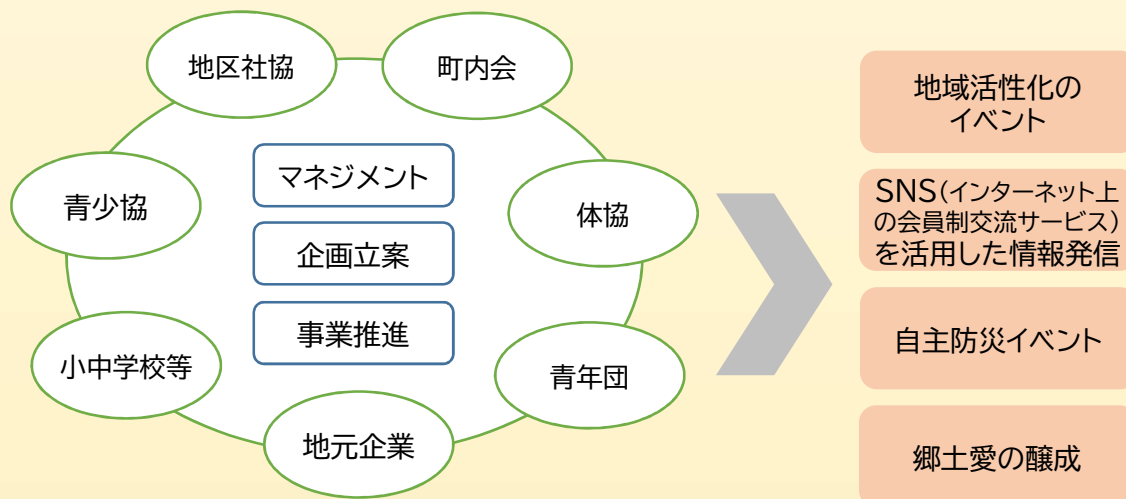 地区社協
町内会
青少協
体協
小中学校等
青年団
地元企業
マネジメント
企画立案
事業推進
地域活性化の
イベント
SNS(インターネット上
の会員制交流サービス)
を活用した情報発信
自主防災イベント
郷土愛の醸成